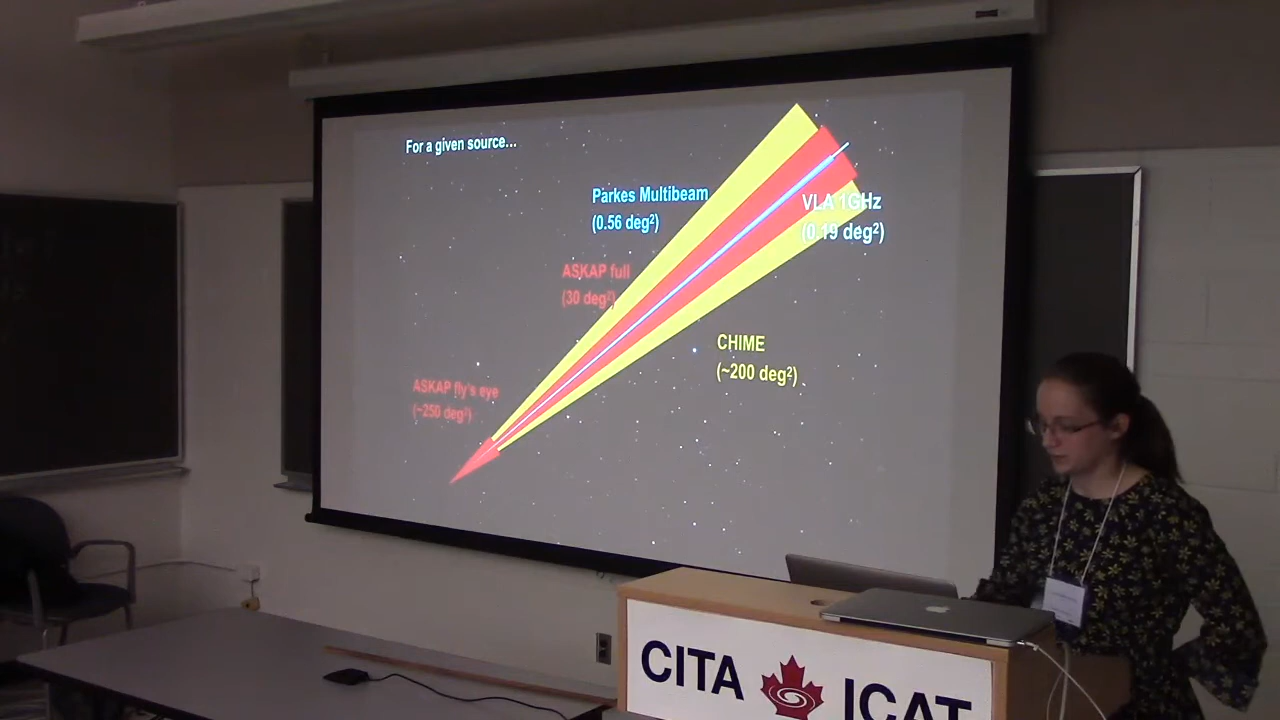 For a given source...
Parkes Multibeam
(0.56 deg²)
VLA 1GHz
(0.19 deg²)
ASKAP full
(30 deg²)
CHIME
(~200 deg²)
ASKAP fly's eye
(~250 deg²)
CITA ICAT